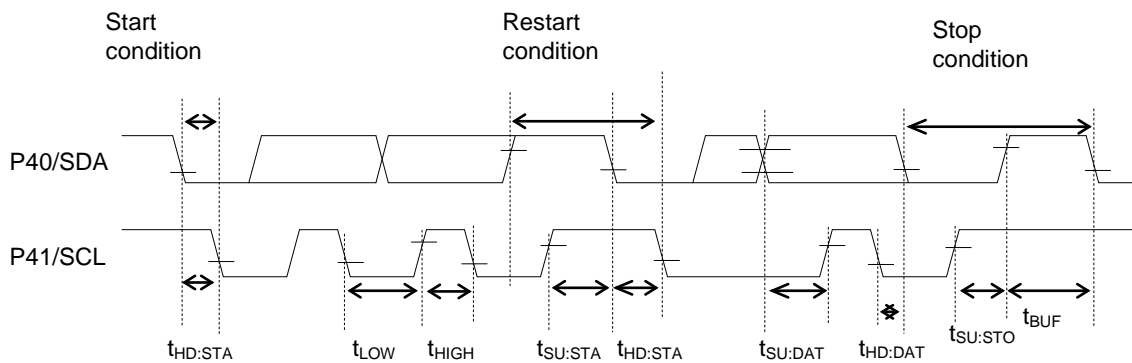 Start
condition
Restart
condition
Stop
condition
P40/SDA
P41/SCL
tHD:STA
tLOW
tHIGH
tSU:STA
tHD:STA
tSU:DAT
tHD:DAT
tSU:STO
tBUF